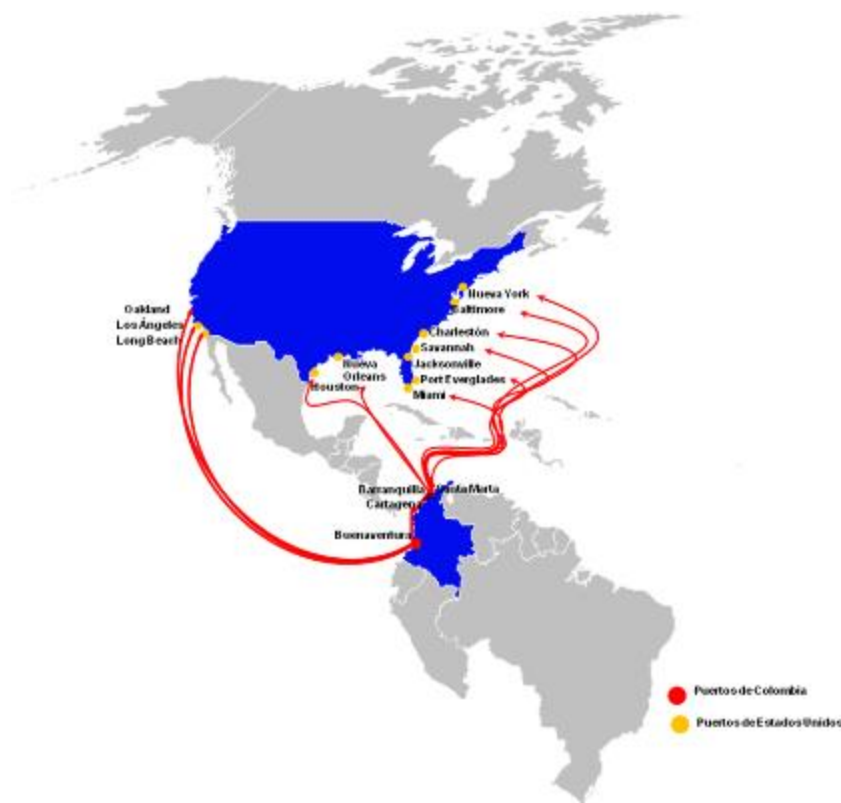 Nueva York
Baltimore
Oakland
Los Ángeles
Long Beach
Charlestón
Savannah
Jacksonville
Nueva
Orleans
Port Everglades
Houston
Miami
Barranquilla
Santa Marta
Cartagena
Buenaventura
Puertos de Colombia
Puertos de Estados Unidos